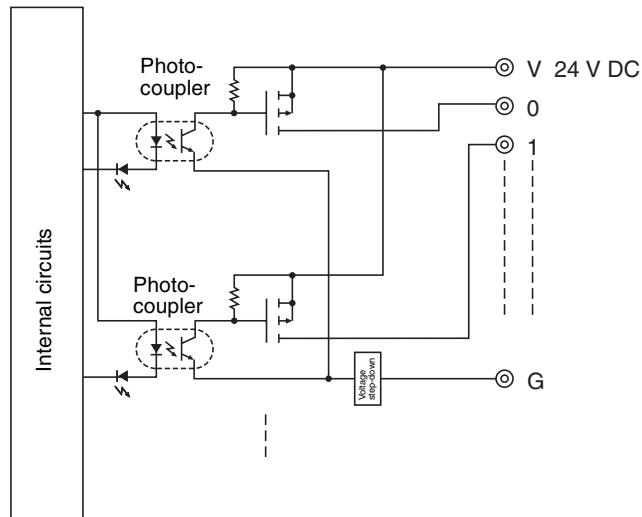 Photo-
coupler
V 24 V DC
0
1
Internal circuits
Photo-
coupler
Voltage
step-down
G